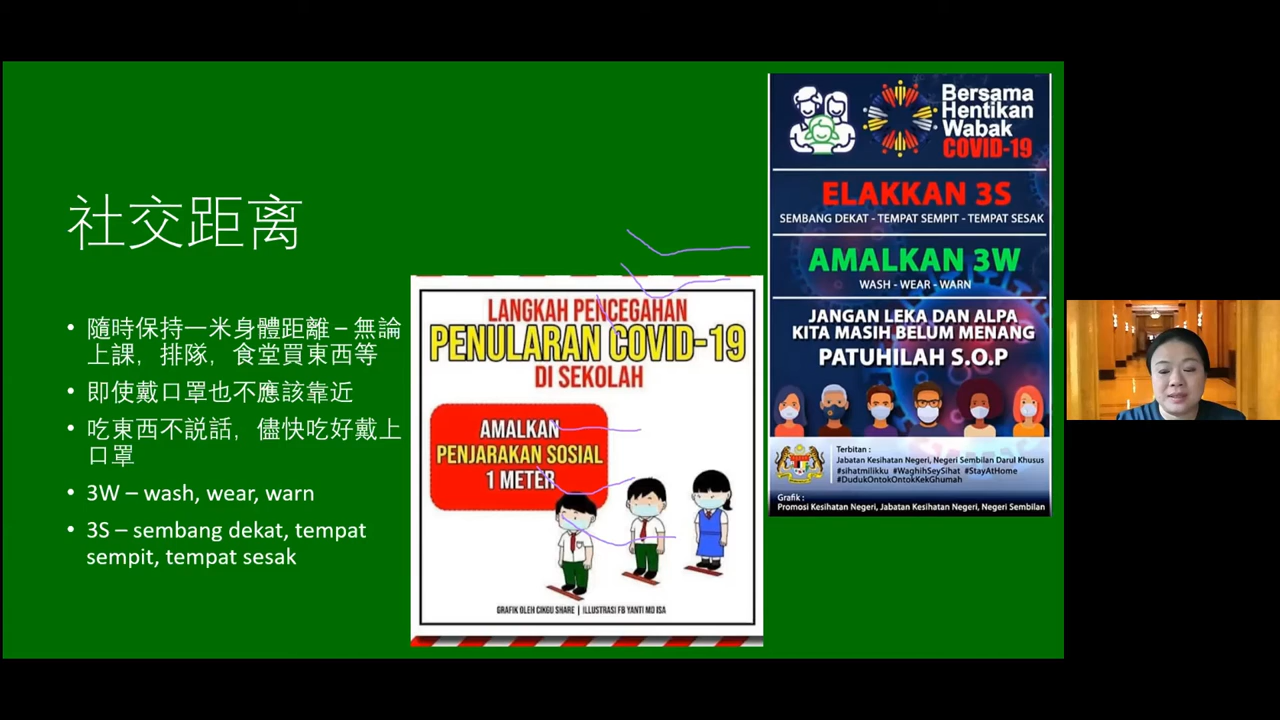 社交距离
• 隨時保持一米身體距離 – 無論
上課，排隊，食堂買東西等
• 即使戴口罩也不應該靠近
• 吃東西不説話，儘快吃好戴上
口罩
• 3W – wash, wear, warn
• 3S – sembang dekat, tempat
sempit, tempat sesak
LANGKAH PENCEGAHAN
PENULARAN COVID-19
DI SEKOLAH
AMALKAN
PENJARAKAN SOSIAL
1 METER
GRAFIK OLEH CIKGU SHARE | ILLUSTRASI FB YANTI MD ISA
Bersama
Hentikan
Wabak
COVID-19
ELAKKAN 3S
SEMBANG DEKAT - TEMPAT SEMPIT - TEMPAT SESAK
AMALKAN 3W
WASH - WEAR - WARN
JANGAN LEKA DAN ALPA
KITA MASIH BELUM MENANG
PATUHILAH S.O.P
Terbitan :
Jabatan Kesihatan Negeri, Negeri Sembilan Darul Khusus
#sihatmilikku #WaghihSeySihat #StayAtHome
#DudukOntokOntokKekGhumah
Grafik :
Promosi Kesihatan Negeri, Jabatan Kesihatan Negeri, Negeri Sembilan